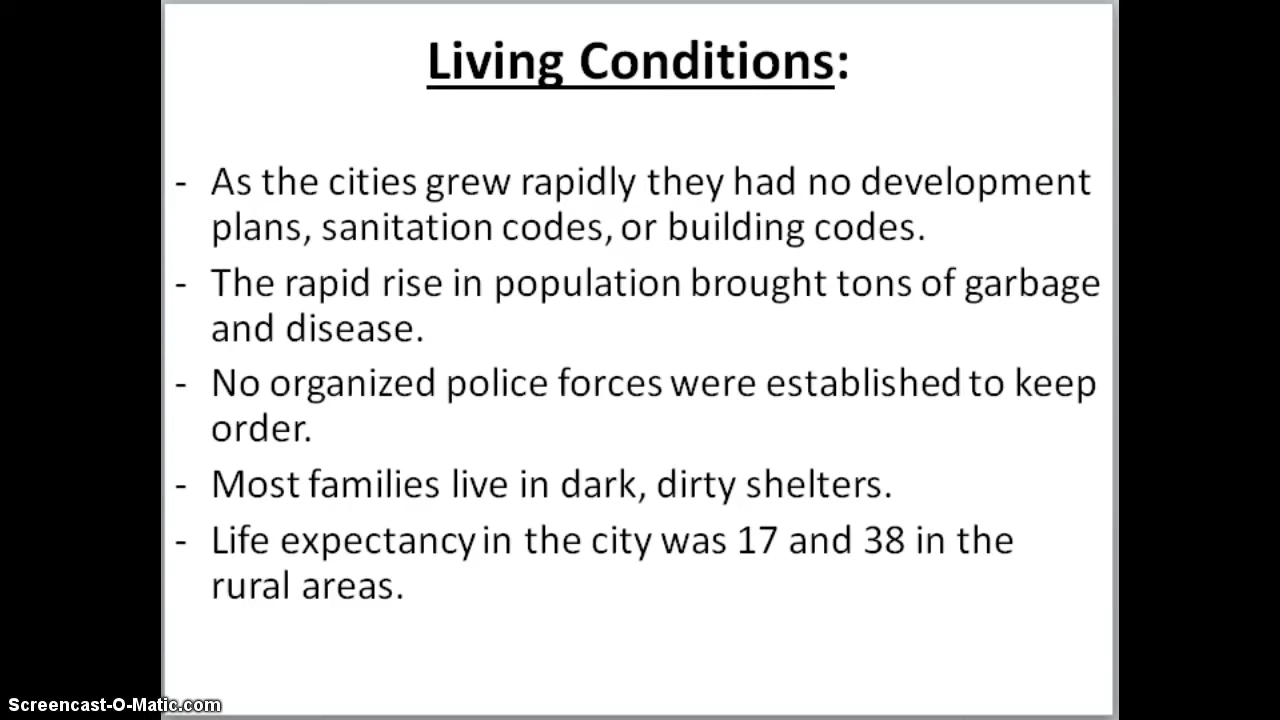 Living Conditions:
- As the cities grew rapidly they had no development
plans, sanitation codes, or building codes.
- The rapid rise in population brought tons of garbage
and disease.
- No organized police forces were established to keep
order.
- Most families live in dark, dirty shelters.
- Life expectancy in the city was 17 and 38 in the
rural areas.
Screencast-O-Matic.com